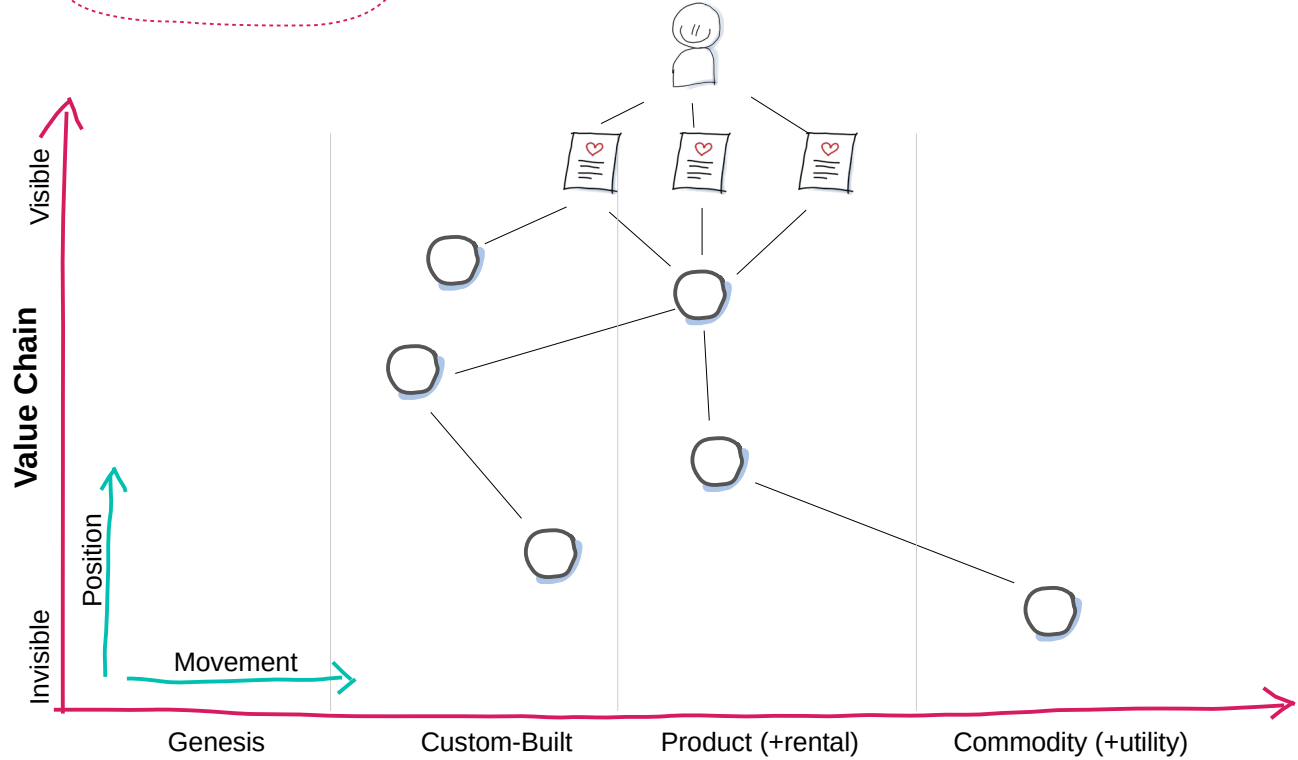 Visible
Value Chain
Position
Invisible
Movement
Genesis
Custom-Built
Product (+rental)
Commodity (+utility)